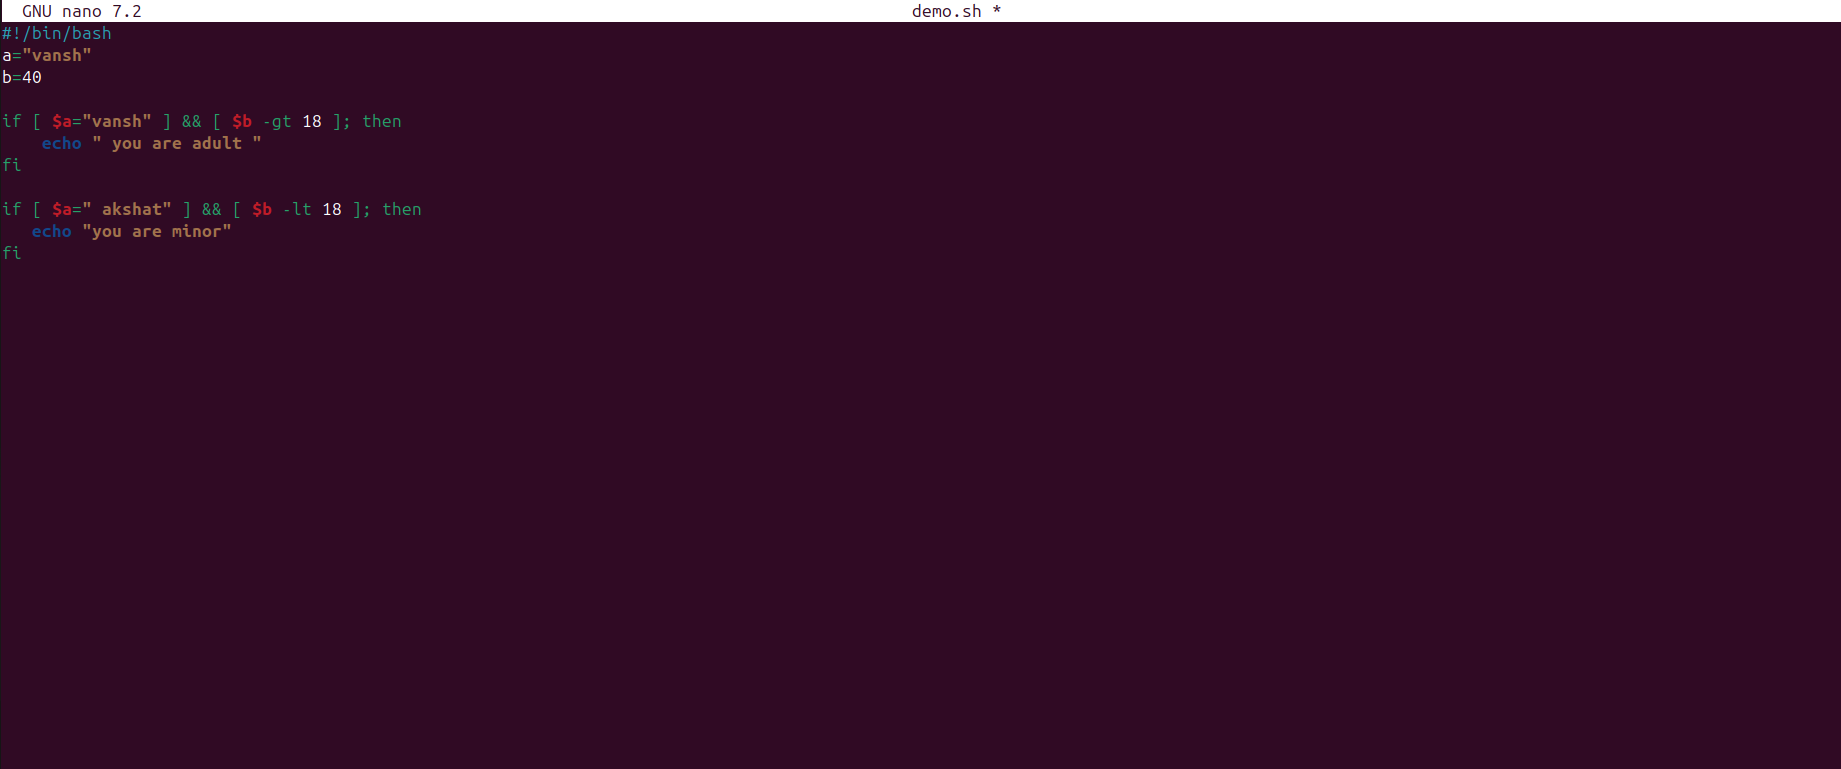 GNU nano 7.2 demo.sh *
#!/bin/bash
a="vansh"
b=40
if [ $a="vansh" ] && [ $b -gt 18 ]; then
    echo " you are adult "
fi
if [ $a=" akshat" ] && [ $b -lt 18 ]; then
   echo "you are minor"
fi